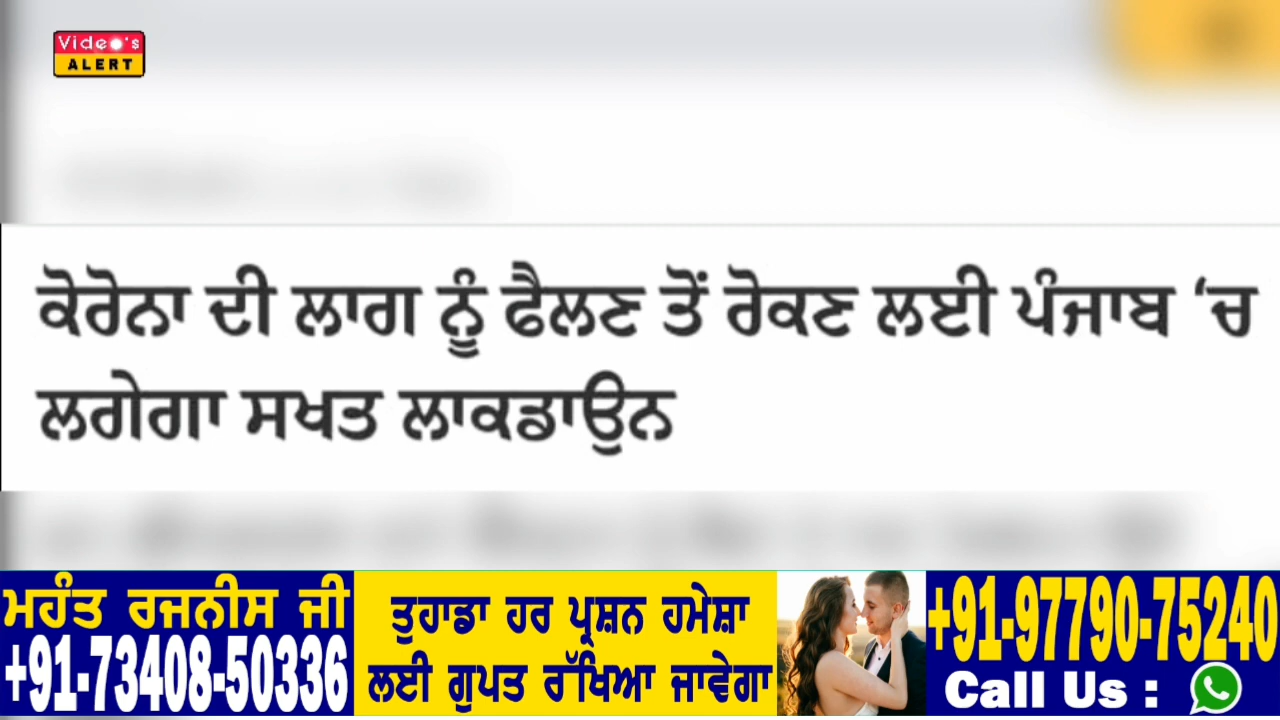 Video's
ALERT
ਕੋਰੋਨਾ ਦੀ ਲਾਗ ਨੂੰ ਫੈਲਣ ਤੋਂ ਰੋਕਣ ਲਈ ਪੰਜਾਬ ‘ਚ
ਲਗੇਗਾ ਸਖਤ ਲਾਕਡਾਊਨ
ਮਹੰਤ ਰਜਨੀਸ ਜੀ
+91-73408-50336
ਤੁਹਾਡਾ ਹਰ ਪ੍ਰਸ਼ਨ ਹਮੇਸ਼ਾ
ਲਈ ਗੁਪਤ ਰੱਖਿਆ ਜਾਵੇਗਾ
+91-97790-75240
Call Us :